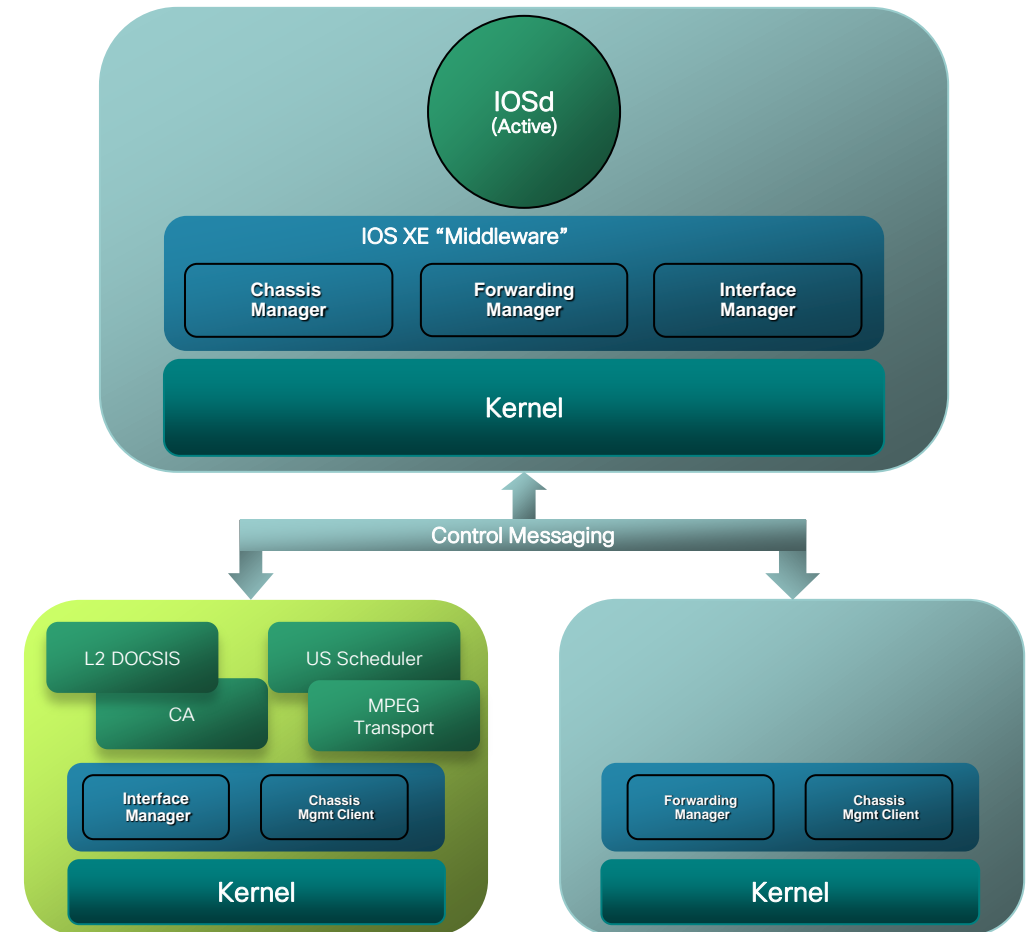 IOSd
(Active)
IOS XE “Middleware”
Chassis
Manager
Forwarding
Manager
Interface
Manager
Kernel
Control Messaging
L2 DOCSIS
US Scheduler
CA
MPEG
Transport
Interface
Manager
Chassis
Mgmt Client
Kernel
Forwarding
Manager
Chassis
Mgmt Client
Kernel